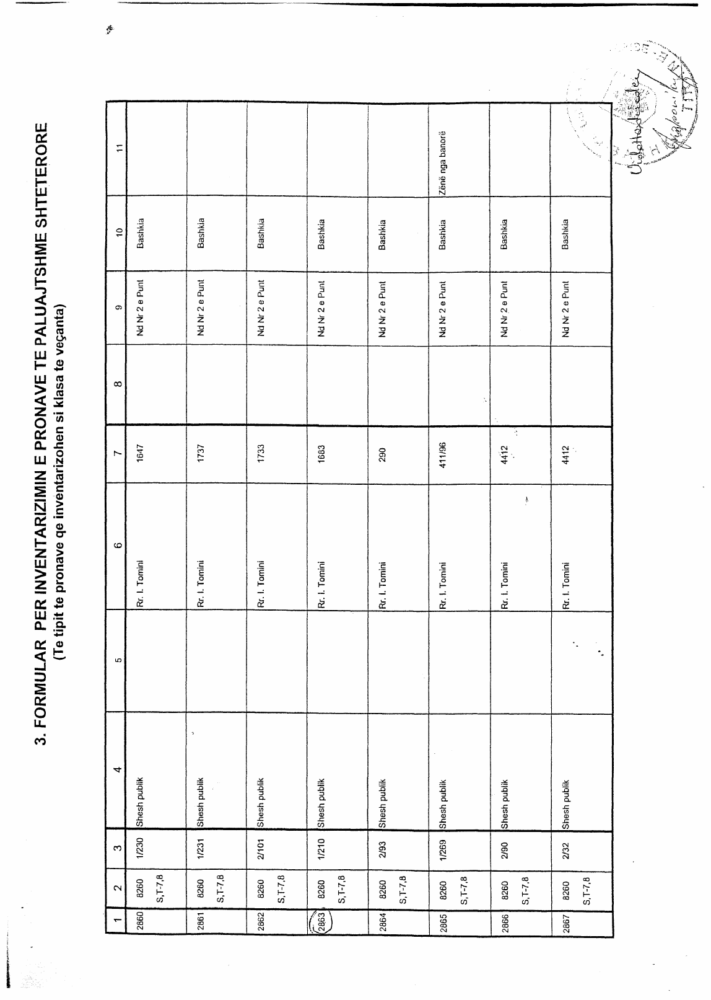 3. FORMULAR PER INVENTARIZIMIN E PRONAVE TE PALUAJTSHME SHTETERORE
(Te tipit te pronave qe inventarizohen si klasa te veçanta)
1 2 3 4 5 6 7 8 9 10 11
2860 8260 1/230 Shesh publik Rr. I. Tomini 1647 Nd Nr 2 e Punt Bashkia
S,T-7,8
2861 8260 1/231 Shesh publik Rr. I. Tomini 1737 Nd Nr 2 e Punt Bashkia
S,T-7,8
2862 8260 2/101 Shesh publik Rr. I. Tomini 1733 Nd Nr 2 e Punt Bashkia
S,T-7,8
2863 8260 1/210 Shesh publik Rr. I. Tomini 1683 Nd Nr 2 e Punt Bashkia
S,T-7,8
2864 8260 2/93 Shesh publik Rr. I. Tomini 290 Nd Nr 2 e Punt Bashkia
S,T-7,8
2865 8260 1/269 Shesh publik Rr. I. Tomini 411/96 Nd Nr 2 e Punt Bashkia Zënë nga banorë
S,T-7,8
2866 8260 2/90 Shesh publik Rr. I. Tomini 4412 Nd Nr 2 e Punt Bashkia
S,T-7,8
2867 8260 2/32 Shesh publik Rr. I. Tomini 4412 Nd Nr 2 e Punt Bashkia
S,T-7,8